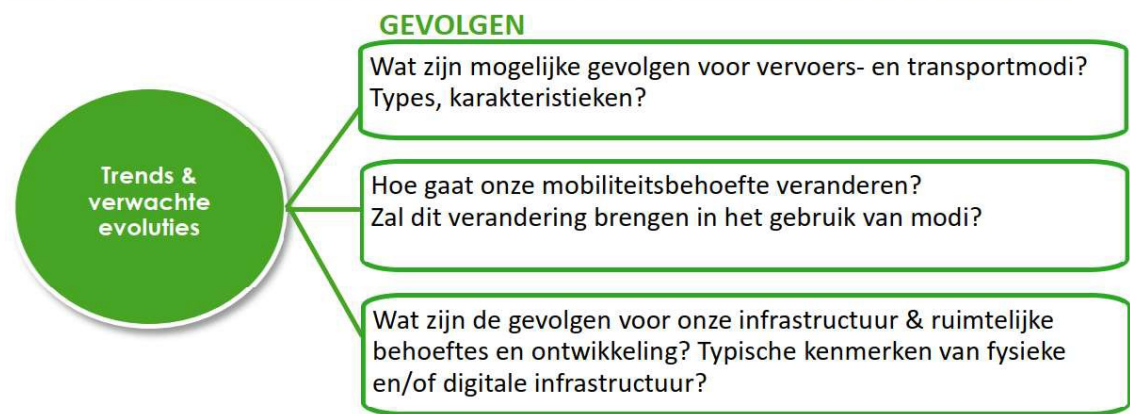 GEVOLGEN
Wat zijn mogelijke gevolgen voor vervoers- en transportmodi?
Types, karakteristieken?
Trends &
verwachte
evoluties
Hoe gaat onze mobiliteitsbehoefte veranderen?
Zal dit verandering brengen in het gebruik van modi?
Wat zijn de gevolgen voor onze infrastructuur & ruimtelijke
behoeftes en ontwikkeling? Typische kenmerken van fysieke
en/of digitale infrastructuur?